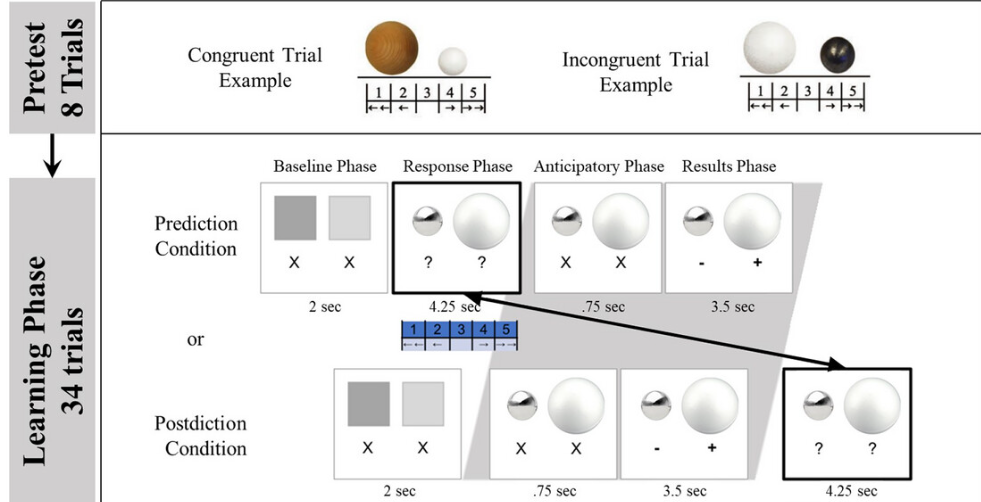 Pretest
8 Trials
Congruent Trial
Example
1 2 3 4 5
←← ← → →→
Incongruent Trial
Example
1 2 3 4 5
←← ← → →→
Learning Phase
34 trials
Baseline Phase Response Phase Anticipatory Phase Results Phase
Prediction
Condition
X X ? ? X X - +
2 sec 4.25 sec .75 sec 3.5 sec
1 2 3 4 5
←← ← → →→
or
Postdiction
Condition
X X X X - + ? ?
2 sec .75 sec 3.5 sec 4.25 sec